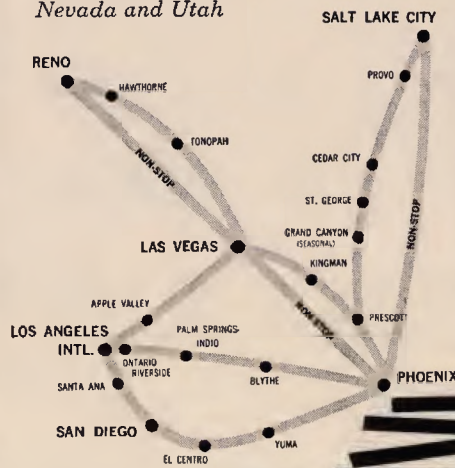 Nevada and Utah
SALT LAKE CITY
RENO
PROVO
HAWTHORNE
TONOPAH
NON-STOP
CEDAR CITY
ST. GEORGE
NON-STOP
GRAND CANYON
(SEASONAL)
LAS VEGAS
KINGMAN
NON-STOP
PRESCOTT
APPLE VALLEY
LOS ANGELES
INTL.
PALM SPRINGS-
INDIO
ONTARIO
RIVERSIDE
BLYTHE
PHOENIX
SANTA ANA
SAN DIEGO
YUMA
EL CENTRO